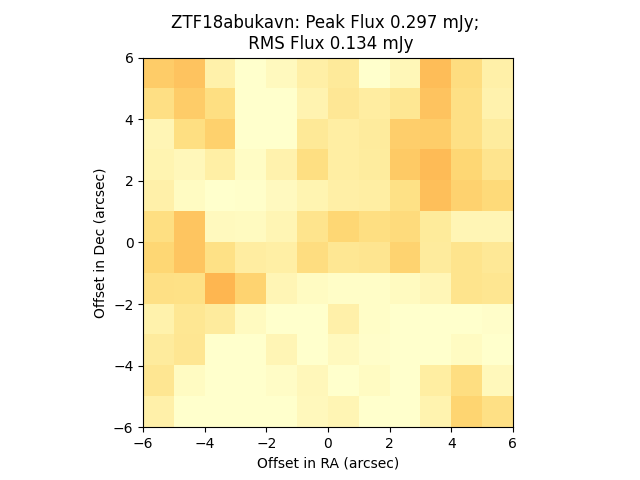 ZTF18abukavn: Peak Flux 0.297 mJy;
RMS Flux 0.134 mJy
6
4
2
0
−2
−4
−6
Offset in Dec (arcsec)
−6 −4 −2 0 2 4 6
Offset in RA (arcsec)